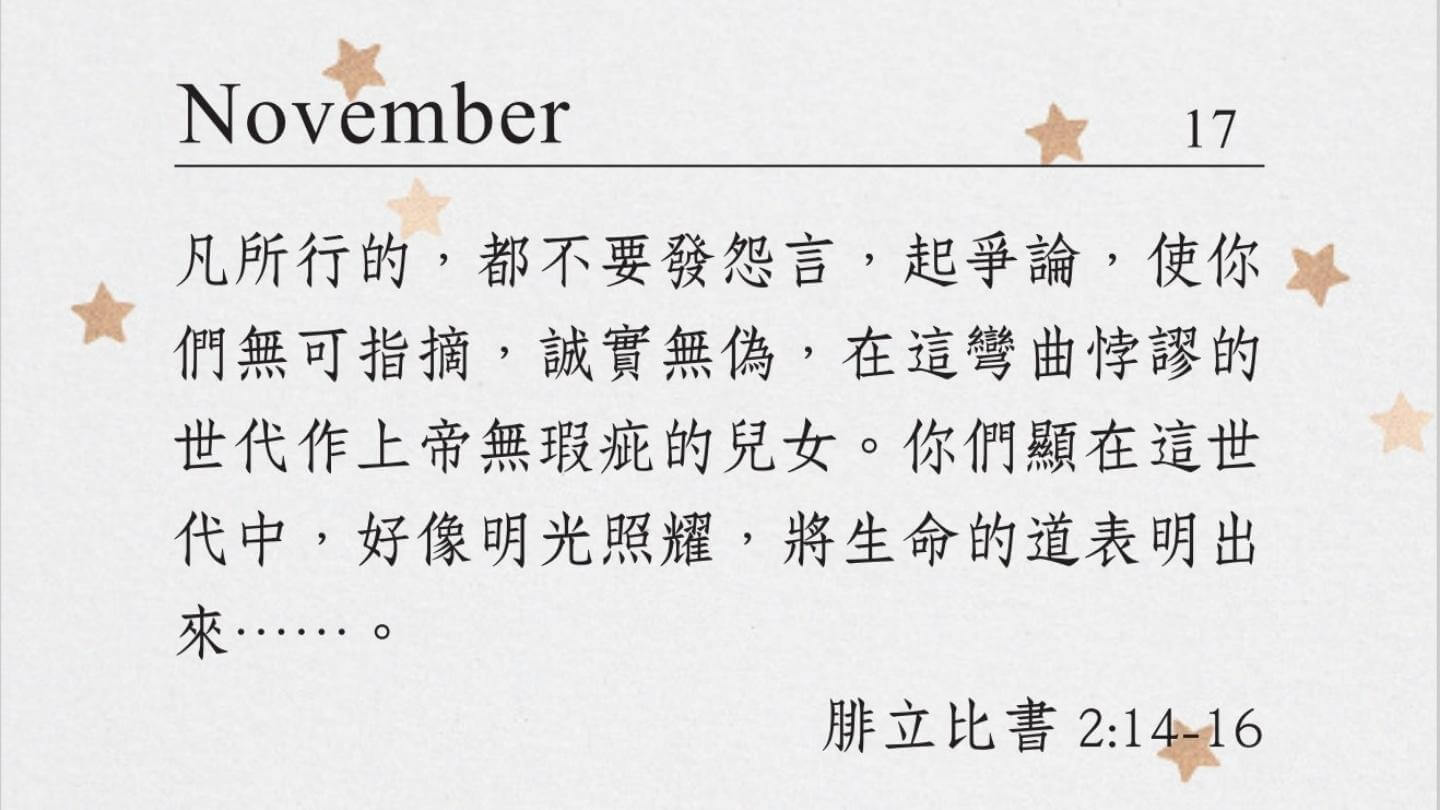 November 17
凡所行的，都不要發怨言，起爭論，使你
們無可指摘，誠實無偽，在這彎曲悖謬的
世代作上帝無瑕疵的兒女。你們顯在這世
代中，好像明光照耀，將生命的道表明出
來……。
腓立比書 2:14-16